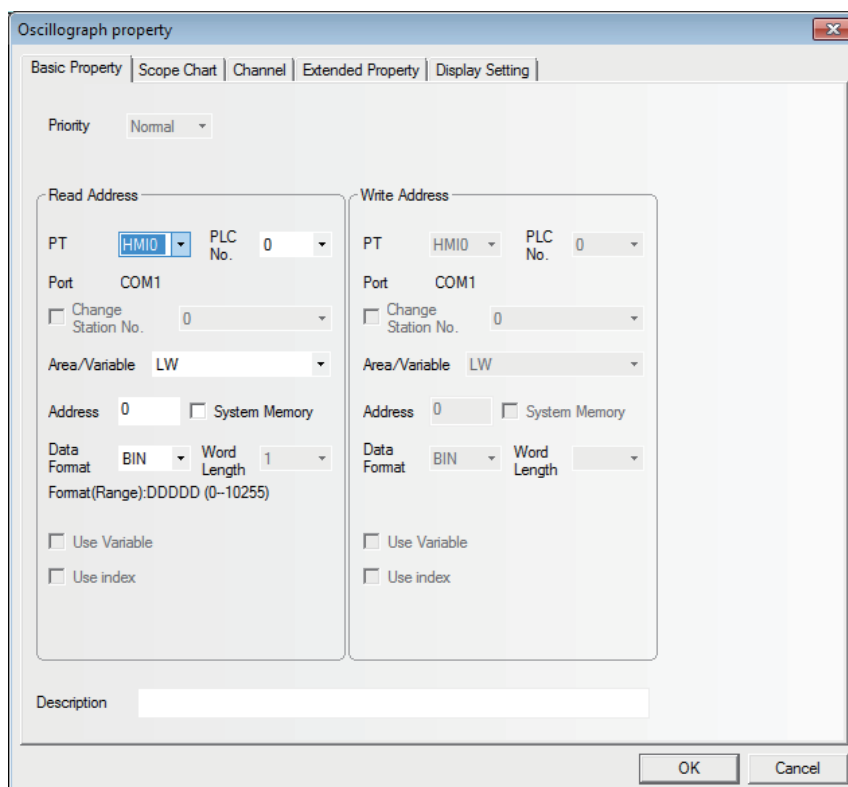 Oscillograph property
Basic Property Scope Chart Channel Extended Property Display Setting
Priority Normal
Read Address
PT HMI0 PLC No. 0
Port COM1
Change Station No. 0
Area/Variable LW
Address 0 System Memory
Data Format BIN Word Length 1
Format(Range):DDDDD (0--10255)
Use Variable
Use index
Write Address
PT HMI0 PLC No. 0
Port COM1
Change Station No. 0
Area/Variable LW
Address 0 System Memory
Data Format BIN Word Length
Use Variable
Use index
Description
OK Cancel